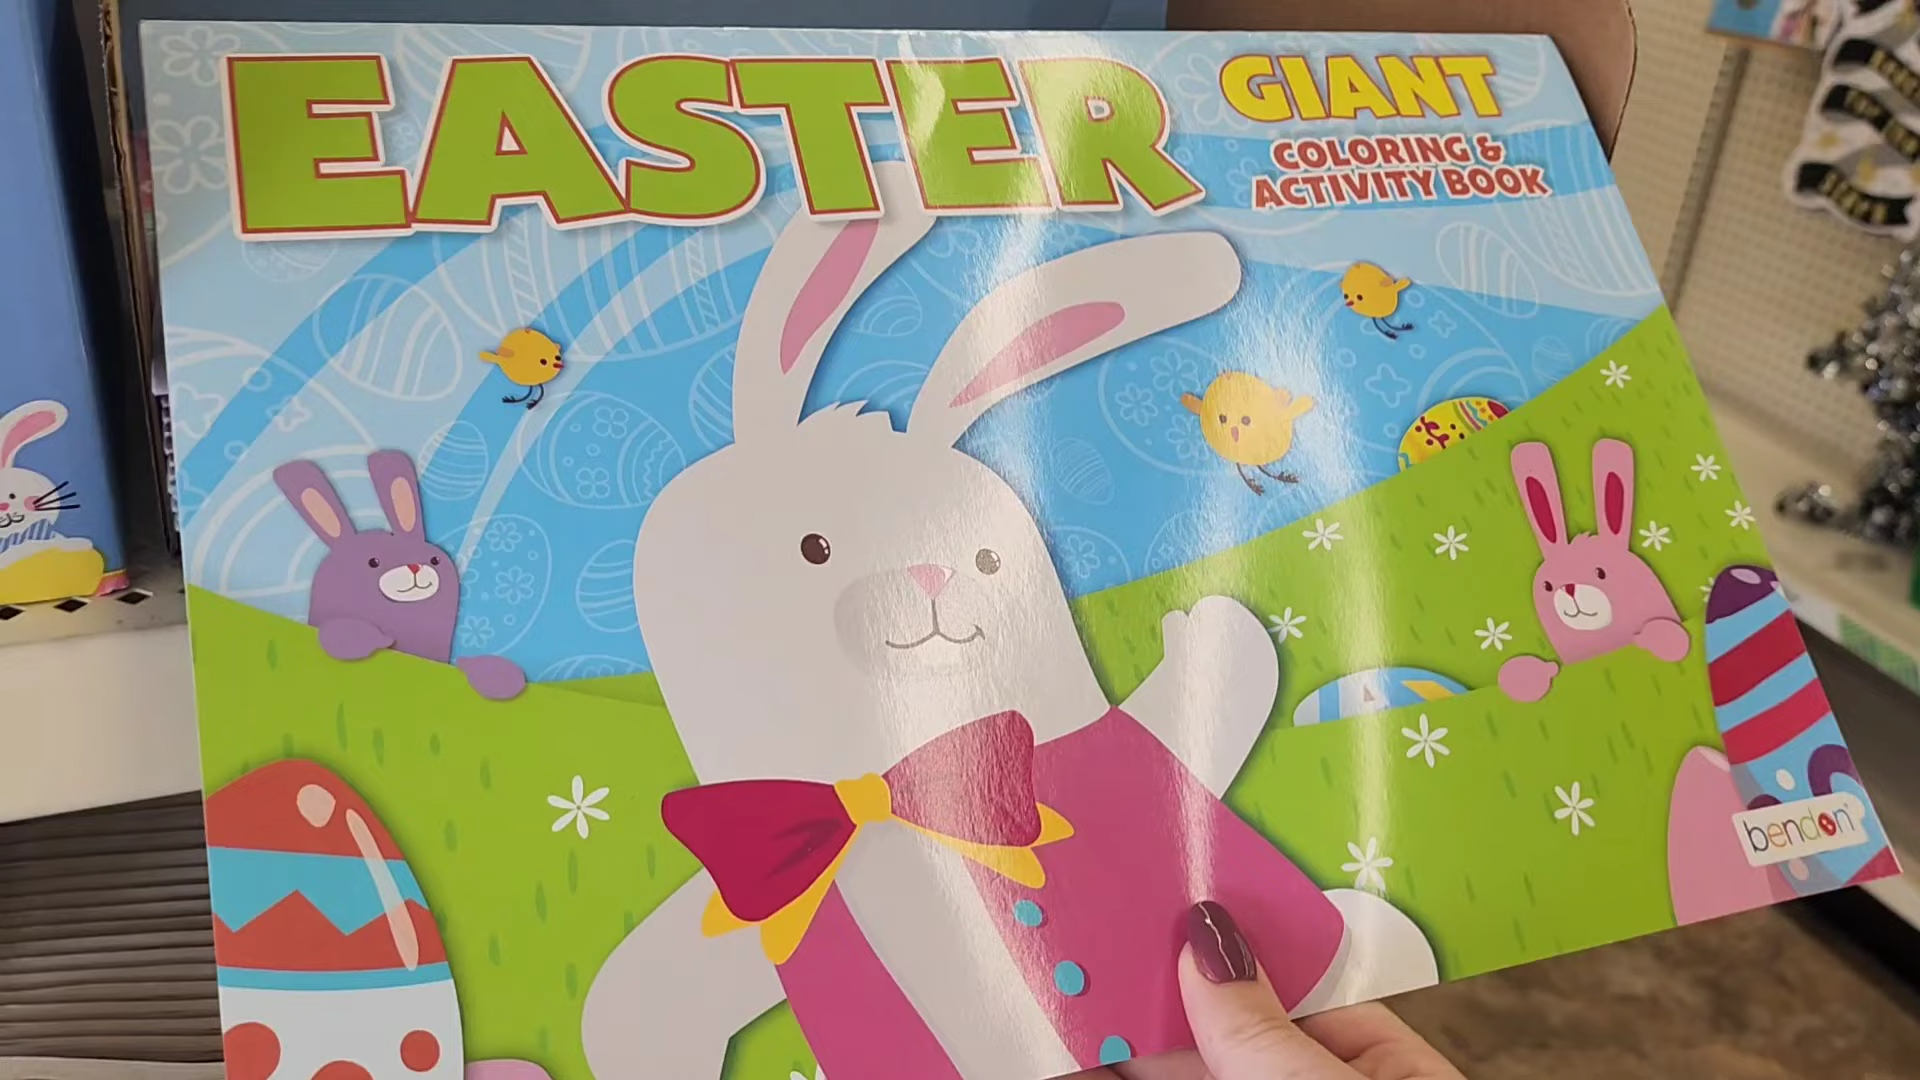 EASTER
GIANT
COLORING &
ACTIVITY BOOK
bendon